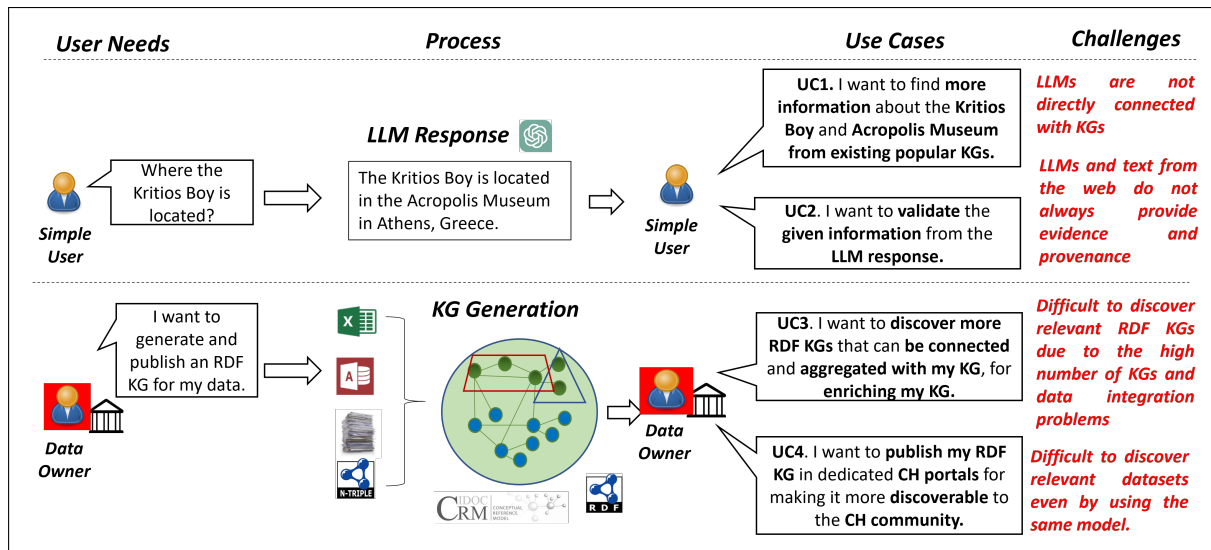 User Needs
Process
Use Cases
Challenges
Where the
Kritios Boy is
located?
Simple
User
LLM Response
The Kritios Boy is located
in the Acropolis Museum
in Athens, Greece.
Simple
User
UC1. I want to find more
information about the Kritios
Boy and Acropolis Museum
from existing popular KGs.
UC2. I want to validate the
given information from the
LLM response.
LLMs are not
directly connected
with KGs
LLMs and text from
the web do not
always provide
evidence and
provenance
I want to
generate and
publish an RDF
KG for my data.
Data
Owner
X
A
N-TRIPLE
KG Generation
CIDOC
CRM
CONCEPTUAL
REFERENCE
MODEL
RDF
Data
Owner
UC3. I want to discover more
RDF KGs that can be connected
and aggregated with my KG, for
enriching my KG.
UC4. I want to publish my RDF
KG in dedicated CH portals for
making it more discoverable to
the CH community.
Difficult to discover
relevant RDF KGs
due to the high
number of KGs and
data integration
problems
Difficult to discover
relevant datasets
even by using the
same model.